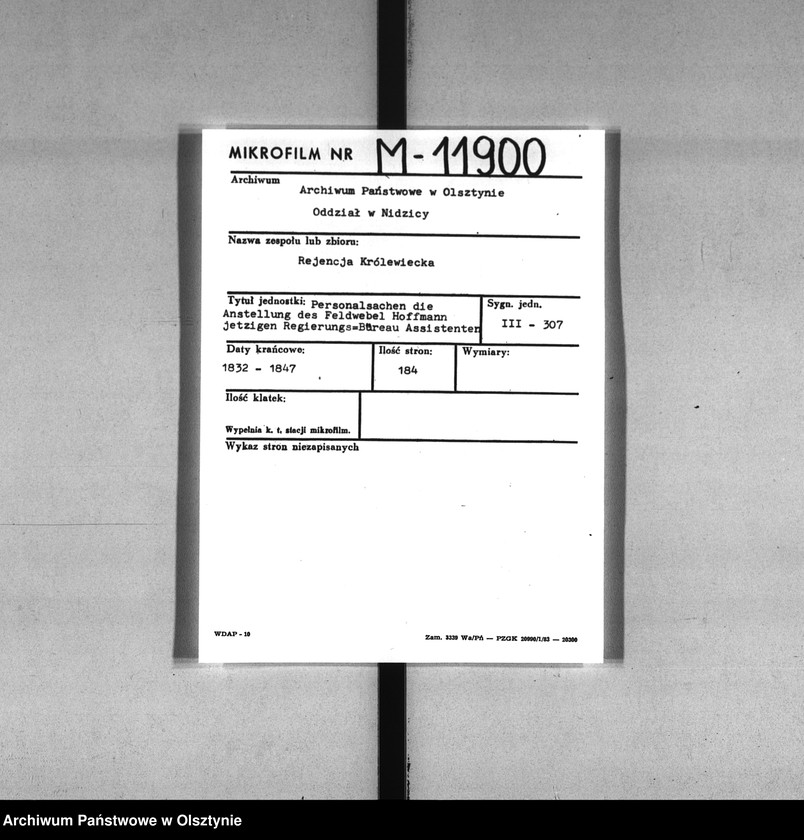 MIKROFILM NR M-11900
Archiwum
Archiwum Państwowe w Olsztynie
Oddział w Nidzicy
Nazwa zespołu lub zbioru:
Rejencja Królewiecka
Tytuł jednostki: Personalsachen die
Anstellung des Feldwebel Hoffmann
jetzigen Regierungs=Büreau Assistenten
Sygn. jedn.
III - 307
Daty krańcowe:
1832 - 1847
Ilość stron:
184
Wymiary:
Ilość klatek:
Wypełnia k. t. stacji mikrofilm.
Wykaz stron niezapisanych
WDAP - 10
Zam. 3339 Wa/Pń — PZGK 20990/1/83 — 20300
Archiwum Państwowe w Olsztynie